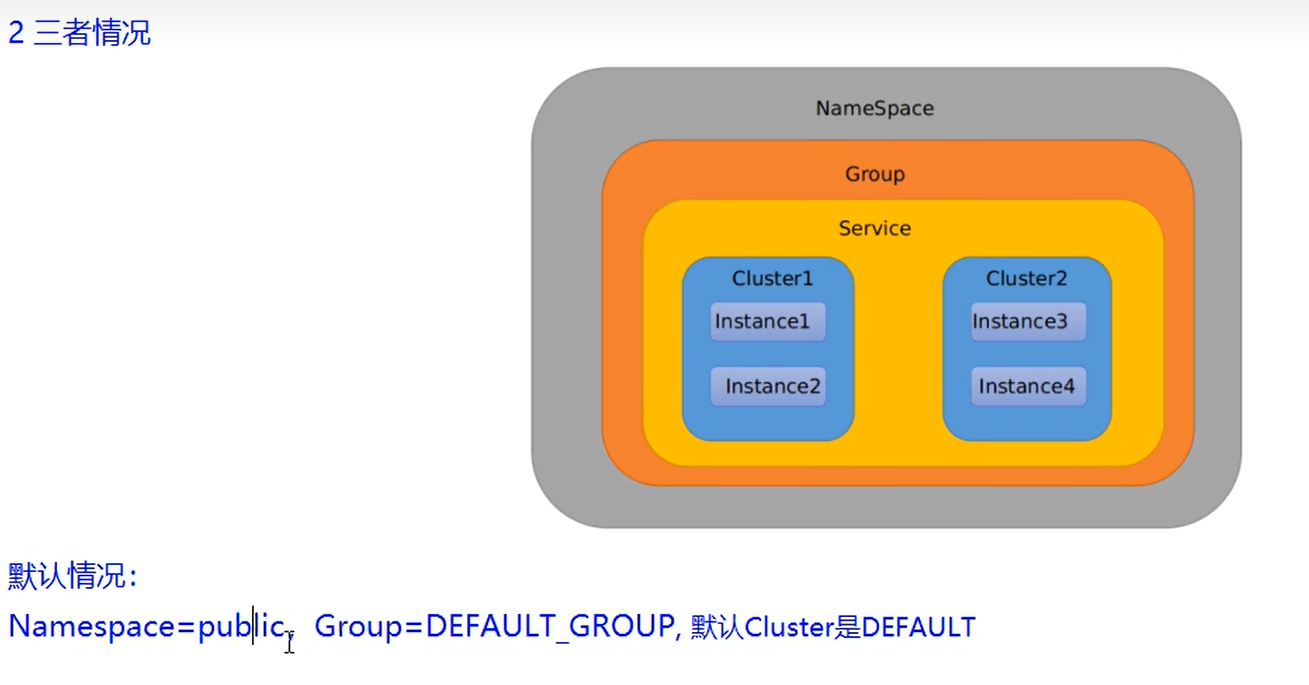 2 三者情况
NameSpace
Group
Service
Cluster1
Instance1
Instance2
Cluster2
Instance3
Instance4
默认情况：
Namespace=public，Group=DEFAULT_GROUP, 默认Cluster是DEFAULT